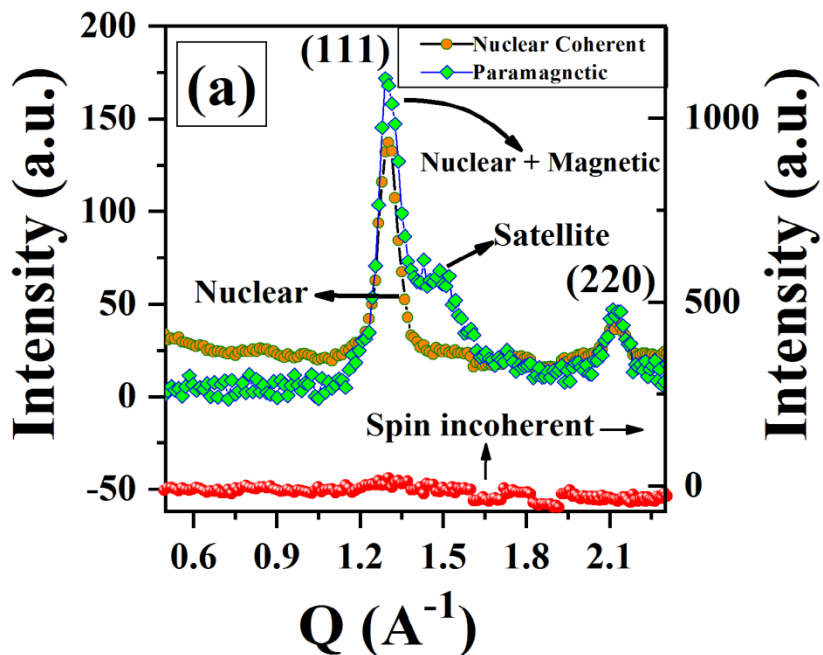 (a)
(111)
Nuclear Coherent
Paramagnetic
Nuclear + Magnetic
Satellite
Nuclear
(220)
Spin incoherent
Intensity (a.u.)
200
150
100
50
0
-50
Intensity (a.u.)
1000
500
0
0.6 0.9 1.2 1.5 1.8 2.1
Q (A⁻¹)